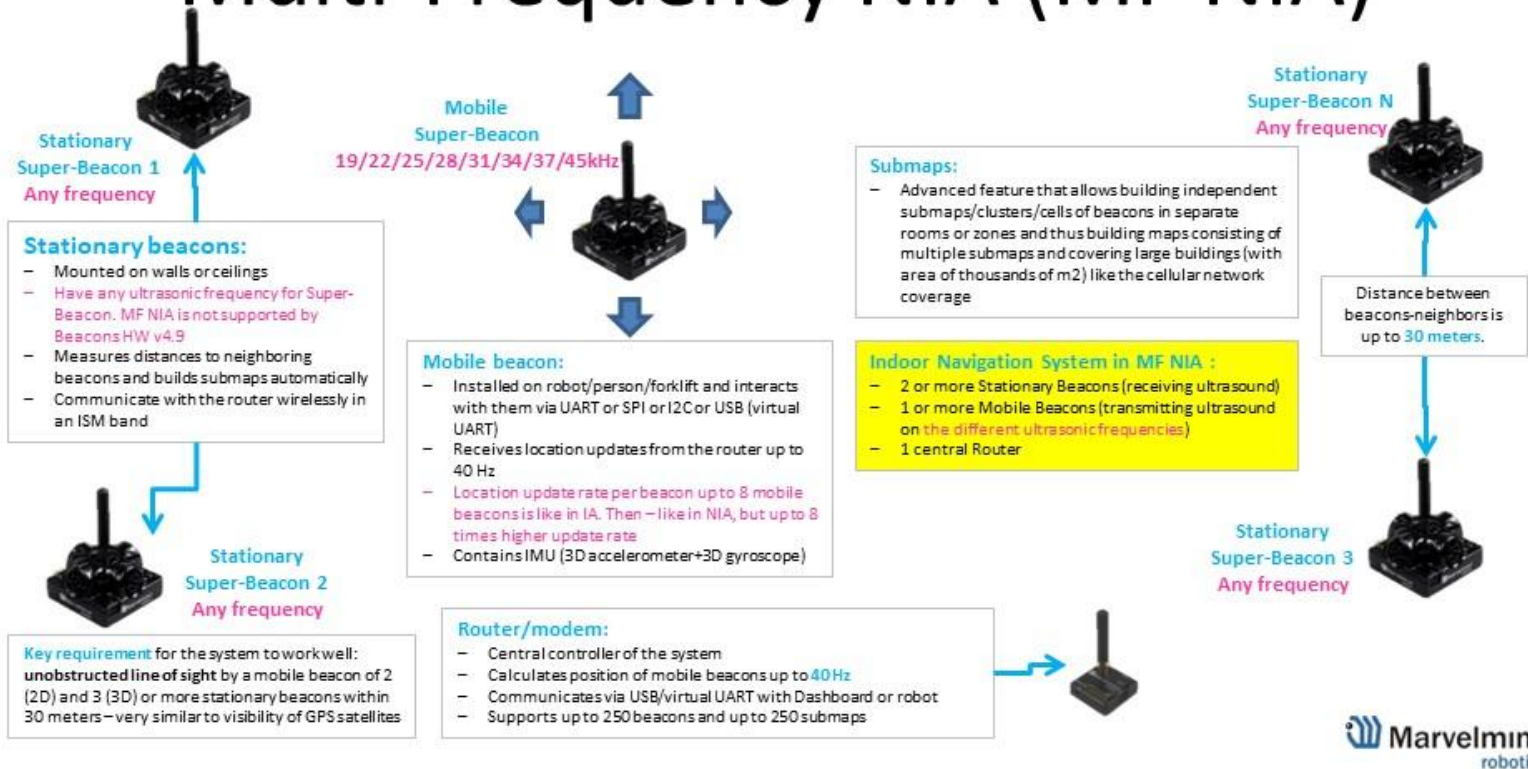 Multi-Frequency NIA (MF NIA)
Stationary
Super-Beacon 1
Any frequency
Mobile
Super-Beacon
19/22/25/28/31/34/37/45kHz
Stationary
Super-Beacon N
Any frequency
Stationary beacons:
– Mounted on walls or ceilings
– Have any ultrasonic frequency for Super-
Beacon. MF NIA is not supported by
Beacons HW v4.9
– Measures distances to neighboring
beacons and builds submaps automatically
– Communicate with the router wirelessly in
an ISM band
Submaps:
– Advanced feature that allows building independent
submaps/clusters/cells of beacons in separate
rooms or zones and thus building maps consisting of
multiple submaps and covering large buildings (with
area of thousands of m2) like the cellular network
coverage
Distance between
beacons-neighbors is
up to 30 meters.
Mobile beacon:
– Installed on robot/person/forklift and interacts
with them via UART or SPI or I2C or USB (virtual
UART)
– Receives location updates from the router up to
40 Hz
– Location update rate per beacon up to 8 mobile
beacons is like in IA. Then – like in NIA, but up to 8
times higher update rate
– Contains IMU (3D accelerometer+3D gyroscope)
Indoor Navigation System in MF NIA :
– 2 or more Stationary Beacons (receiving ultrasound)
– 1 or more Mobile Beacons (transmitting ultrasound
on the different ultrasonic frequencies)
– 1 central Router
Stationary
Super-Beacon 2
Any frequency
Stationary
Super-Beacon 3
Any frequency
Key requirement for the system to work well:
unobstructed line of sight by a mobile beacon of 2
(2D) and 3 (3D) or more stationary beacons within
30 meters – very similar to visibility of GPS satellites
Router/modem:
– Central controller of the system
– Calculates position of mobile beacons up to 40 Hz
– Communicates via USB/virtual UART with Dashboard or robot
– Supports up to 250 beacons and up to 250 submaps
Marvelmin
roboti